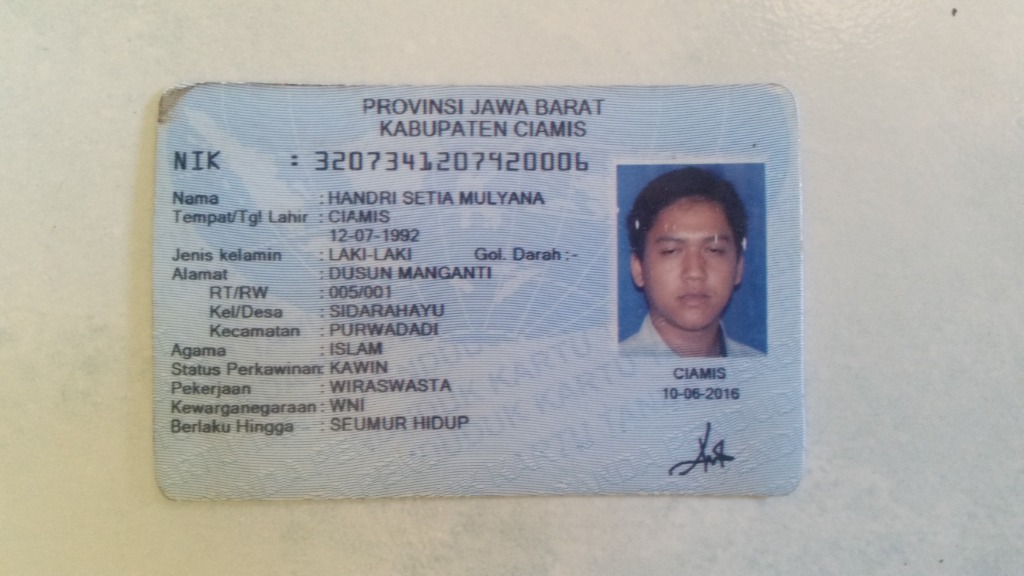 PROVINSI JAWA BARAT
KABUPATEN CIAMIS
NIK : 3207341207920006
Nama : HANDRI SETIA MULYANA
Tempat/Tgl Lahir : CIAMIS
12-07-1992
Jenis kelamin : LAKI-LAKI Gol. Darah : -
Alamat : DUSUN MANGANTI
RT/RW : 005/001
Kel/Desa : SIDARAHAYU
Kecamatan : PURWADADI
Agama : ISLAM
Status Perkawinan: KAWIN
Pekerjaan : WIRASWASTA
Kewarganegaraan : WNI
Berlaku Hingga : SEUMUR HIDUP
CIAMIS
10-06-2016